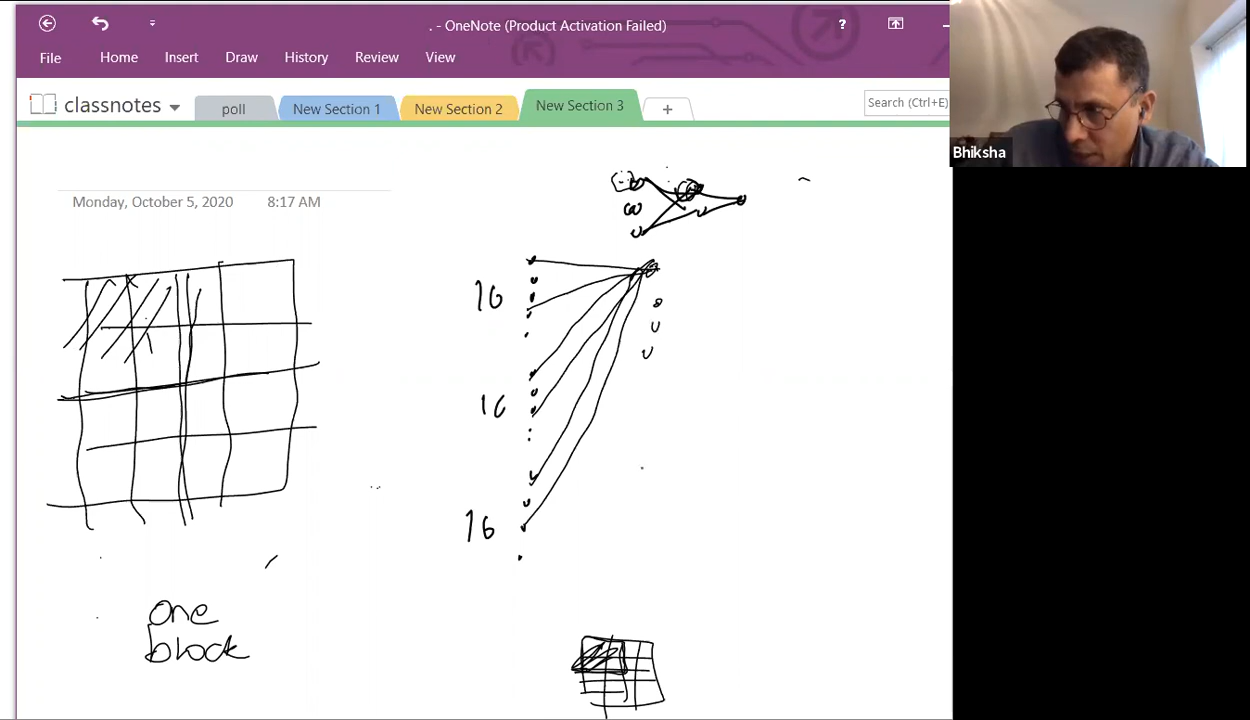 . - OneNote (Product Activation Failed)
?
File Home Insert Draw History Review View
classnotes
poll
New Section 1
New Section 2
New Section 3
+
Search (Ctrl+E)
Bhiksha
Monday, October 5, 2020 8:17 AM
16
16
16
one
block